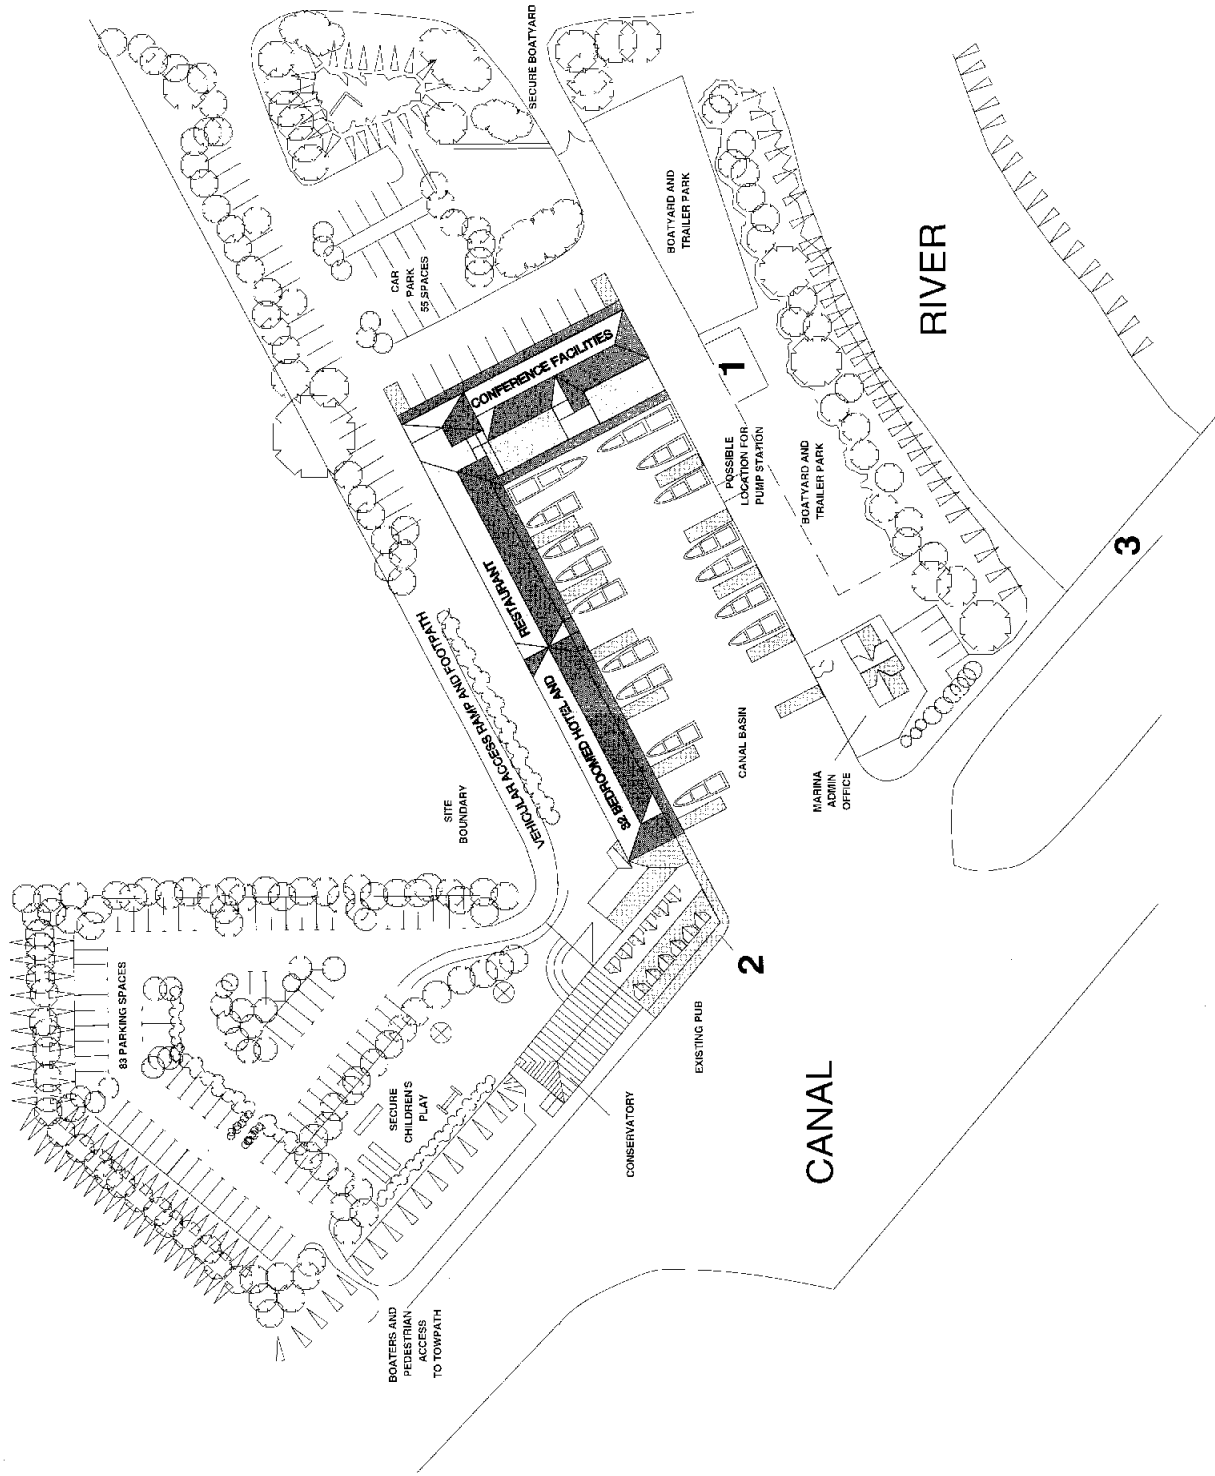 SECURE BOATYARD
CAR
PARK
55 SPACES
BOATYARD AND
TRAILER PARK
RIVER
CONFERENCE FACILITIES
1
POSSIBLE
LOCATION FOR
PUMP STATION
BOATYARD AND
TRAILER PARK
3
RESTAURANT
92 BEDROOMED HOTEL AND
VEHICULAR ACCESS RAMP AND FOOTPATH
SITE
BOUNDARY
CANAL BASIN
MARINA
ADMIN
OFFICE
2
83 PARKING SPACES
EXISTING PUB
SECURE
CHILDREN'S
PLAY
CONSERVATORY
CANAL
BOATERS AND
PEDESTRIAN
ACCESS
TO TOWPATH